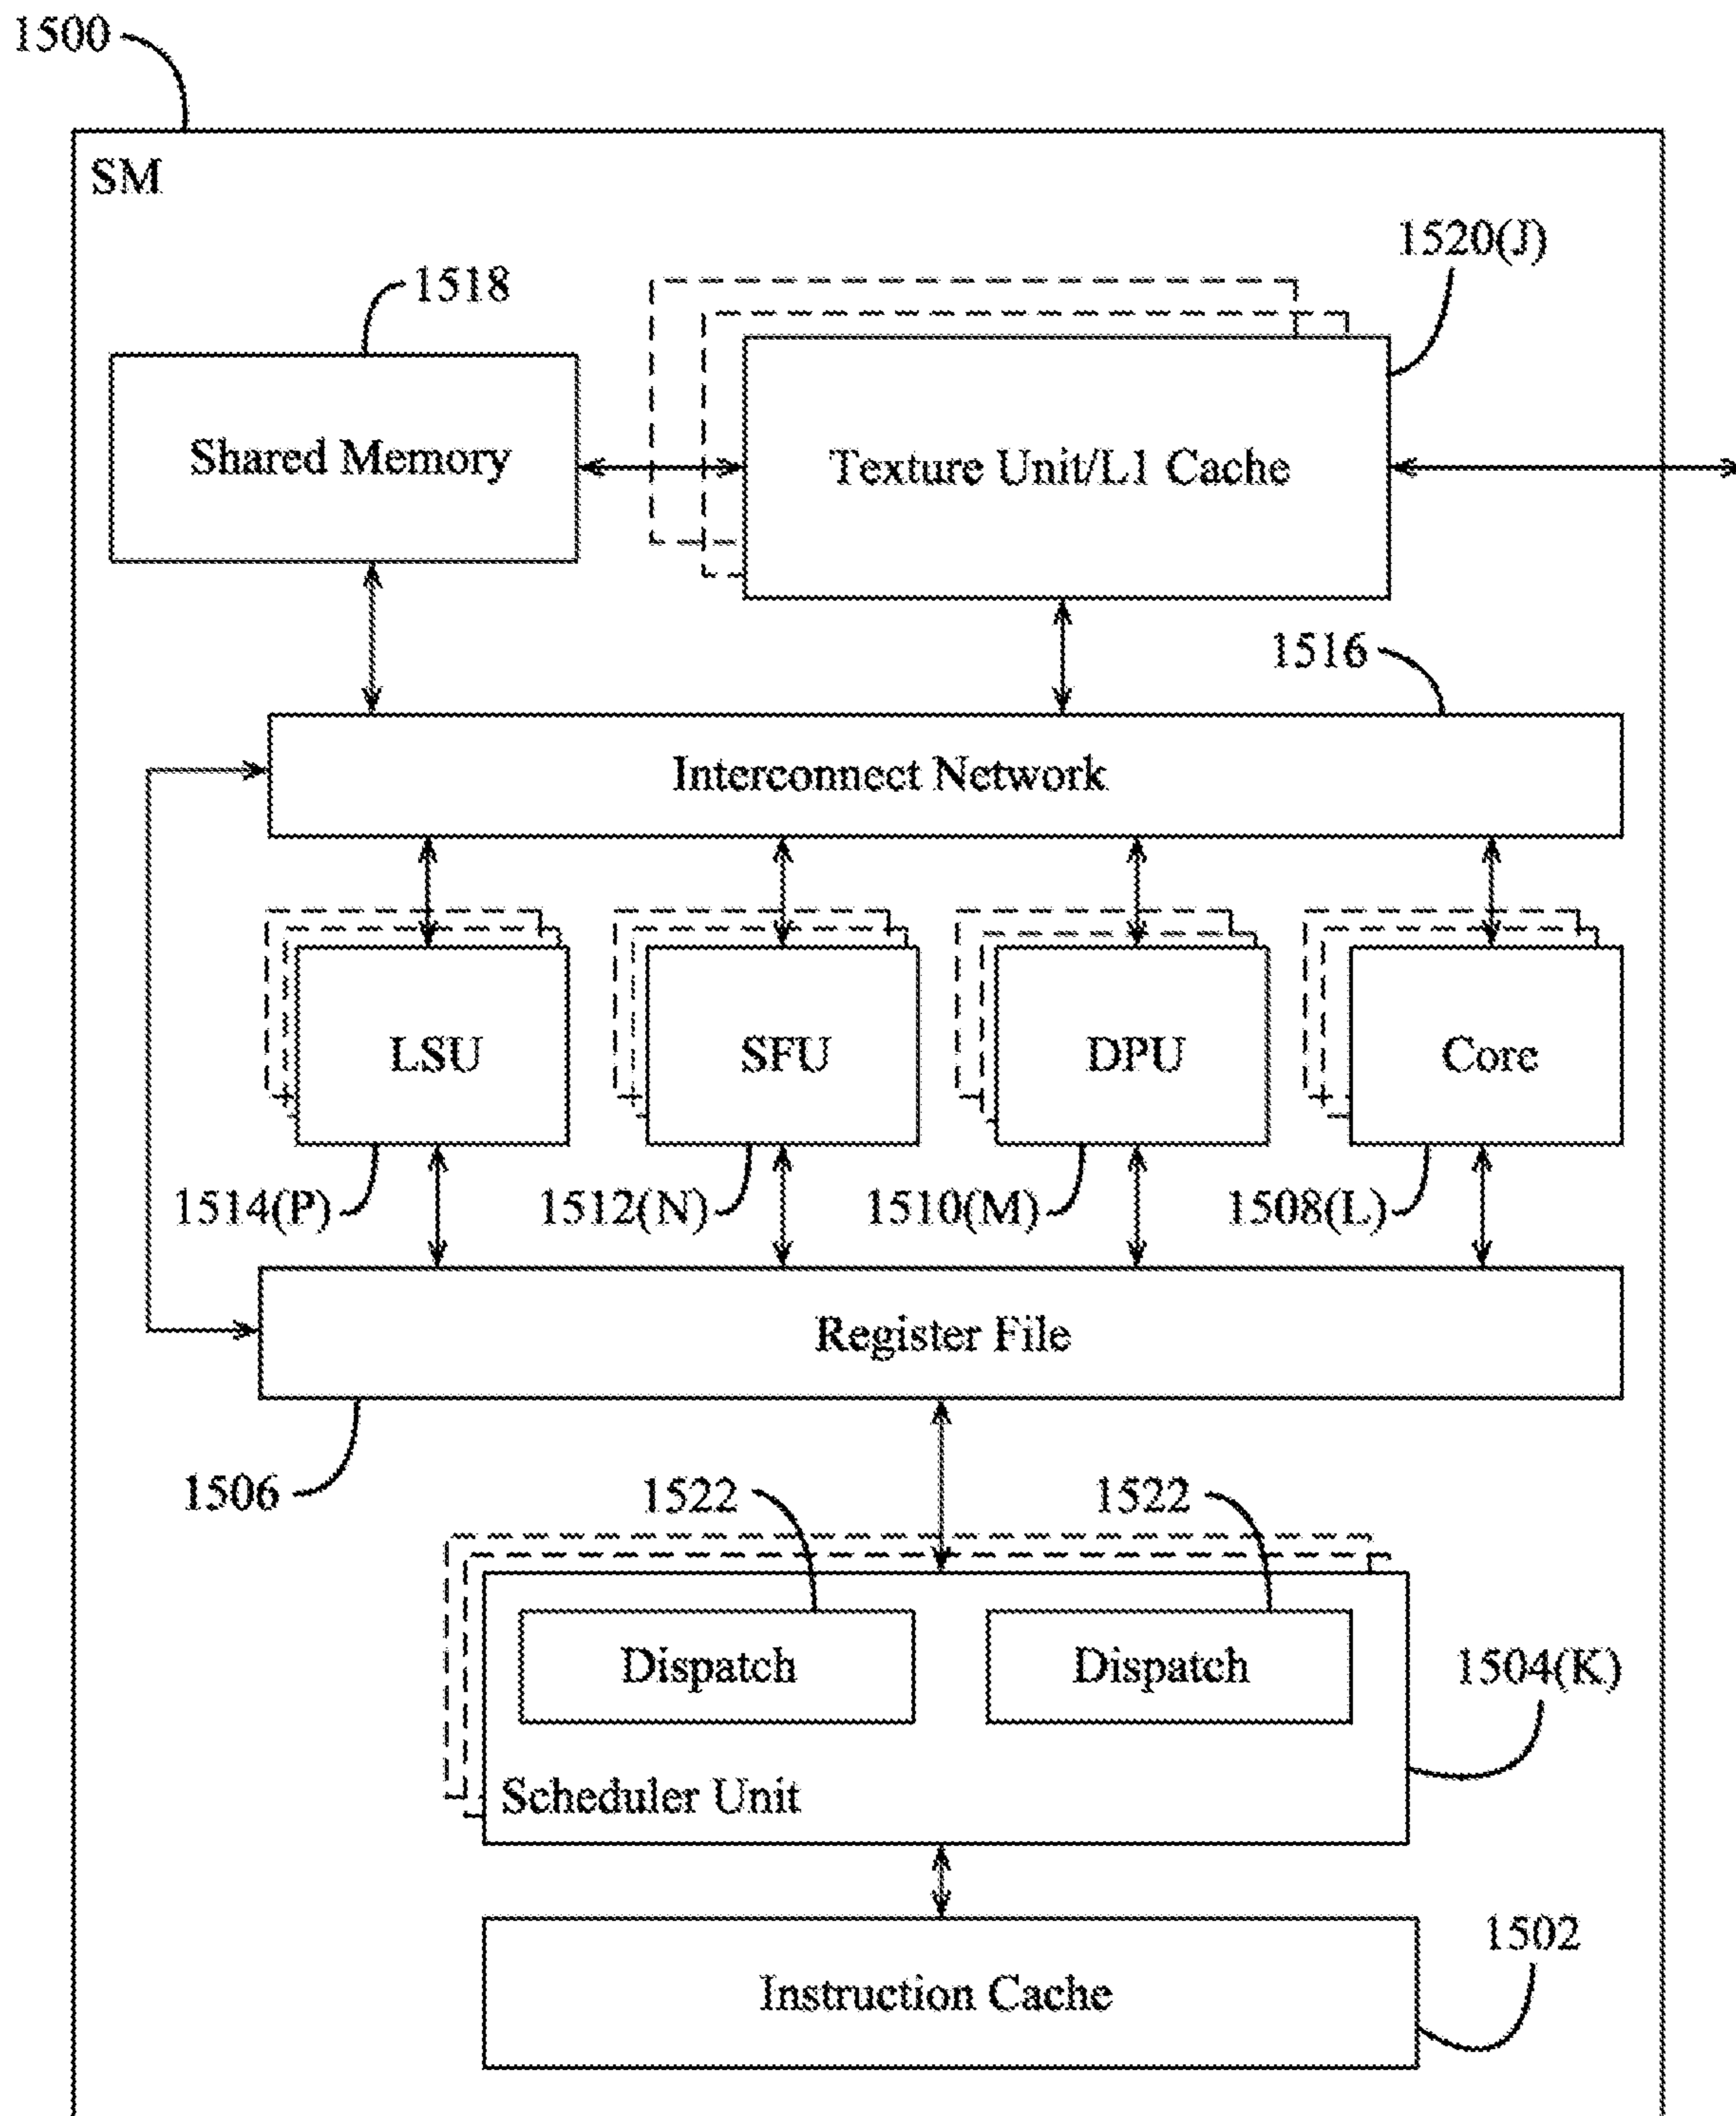 1500
SM
1520(J)
1518
Shared Memory
Texture Unit/L1 Cache
1516
Interconnect Network
LSU
SFU
DPU
Core
1514(P)
1512(N)
1510(M)
1508(L)
Register File
1506
1522
1522
Dispatch
Dispatch
1504(K)
Scheduler Unit
1502
Instruction Cache